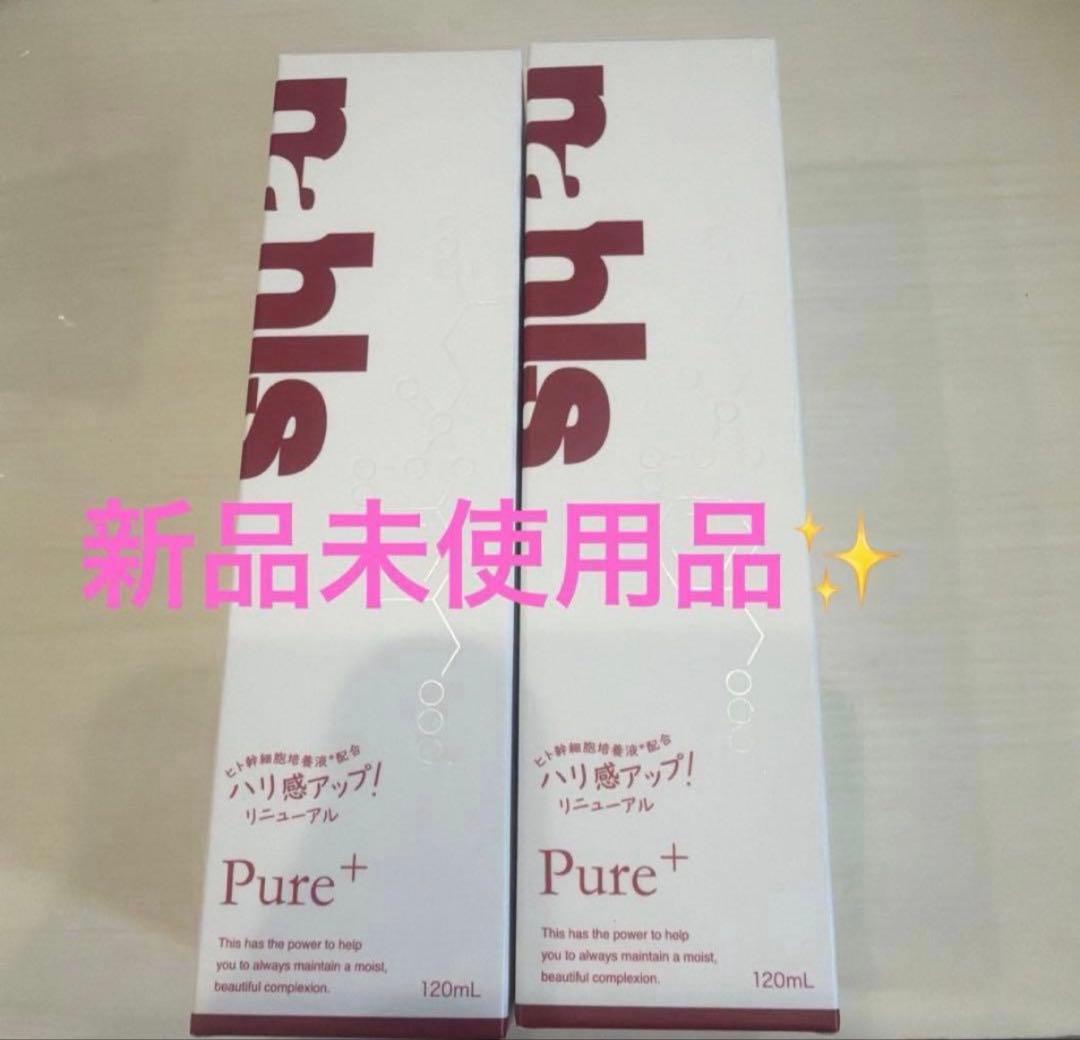 nahls
nahls
新品未使用品✨
ヒト幹細胞培養液*配合
ハリ感アップ!
リニューアル
Pure+
This has the power to help
you to always maintain a moist,
beautiful complexion.
120mL
ヒト幹細胞培養液*配合
ハリ感アップ!
リニューアル
Pure+
This has the power to help
you to always maintain a moist,
beautiful complexion.
120mL